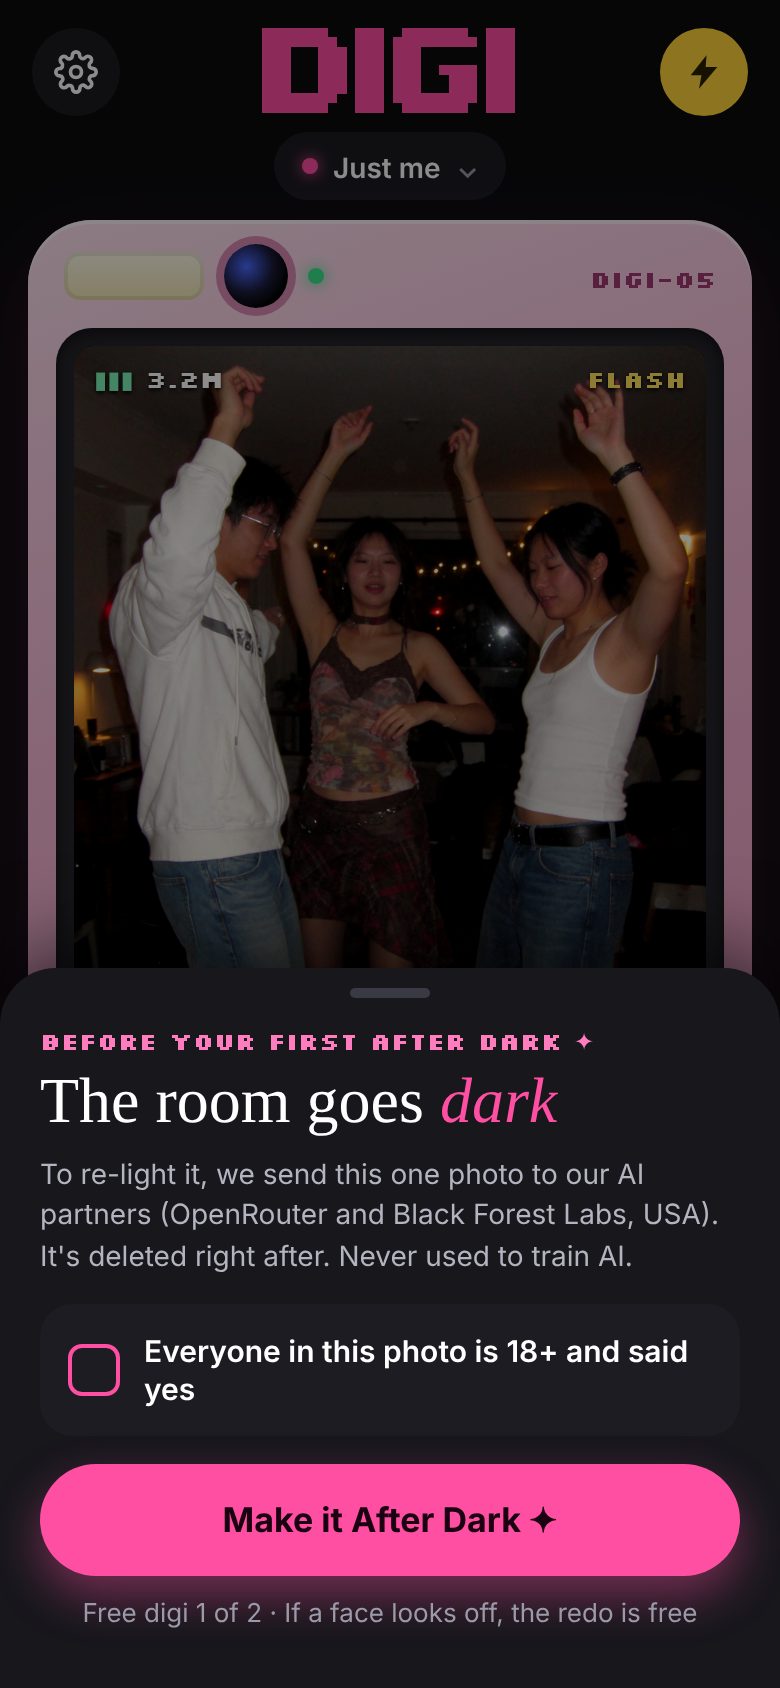 DIGI
Just me
DIGI-05
3.2M
FLASH
BEFORE YOUR FIRST AFTER DARK ✦
The room goes dark
To re-light it, we send this one photo to our AI
partners (OpenRouter and Black Forest Labs, USA).
It's deleted right after. Never used to train AI.
Everyone in this photo is 18+ and said
yes
Make it After Dark ✦
Free digi 1 of 2 · If a face looks off, the redo is free